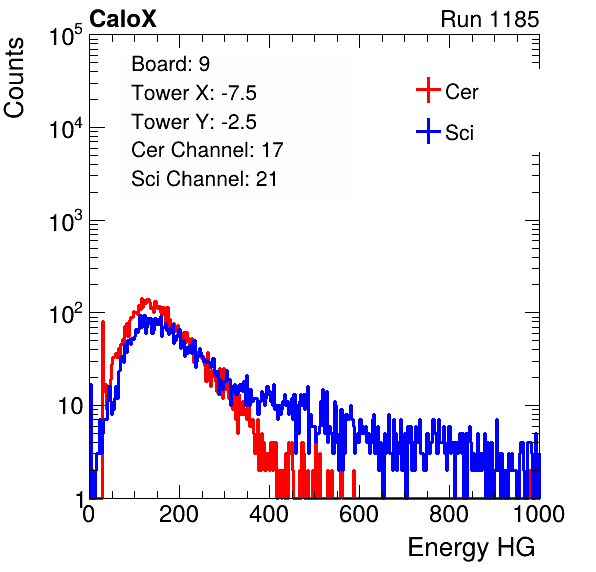 CaloX
Run 1185
Counts
10^5
10^4
10^3
10^2
10
1
Board: 9
Tower X: -7.5
Tower Y: -2.5
Cer Channel: 17
Sci Channel: 21
Cer
Sci
0 200 400 600 800 1000
Energy HG